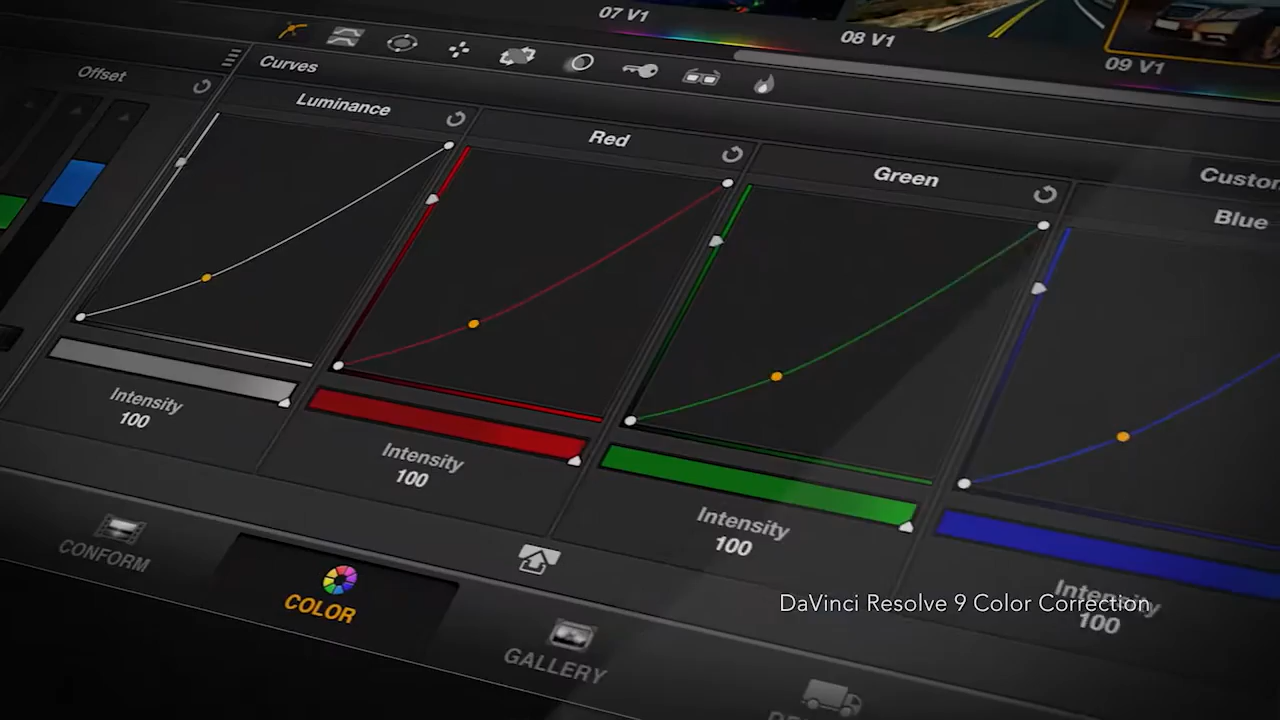 07 V1
08 V1
09 V1
Offset
Curves
Luminance
Red
Green
Blue
Intensity
100
Intensity
100
Intensity
100
Intensity
100
CONFORM
COLOR
GALLERY
DaVinci Resolve 9 Color Correction